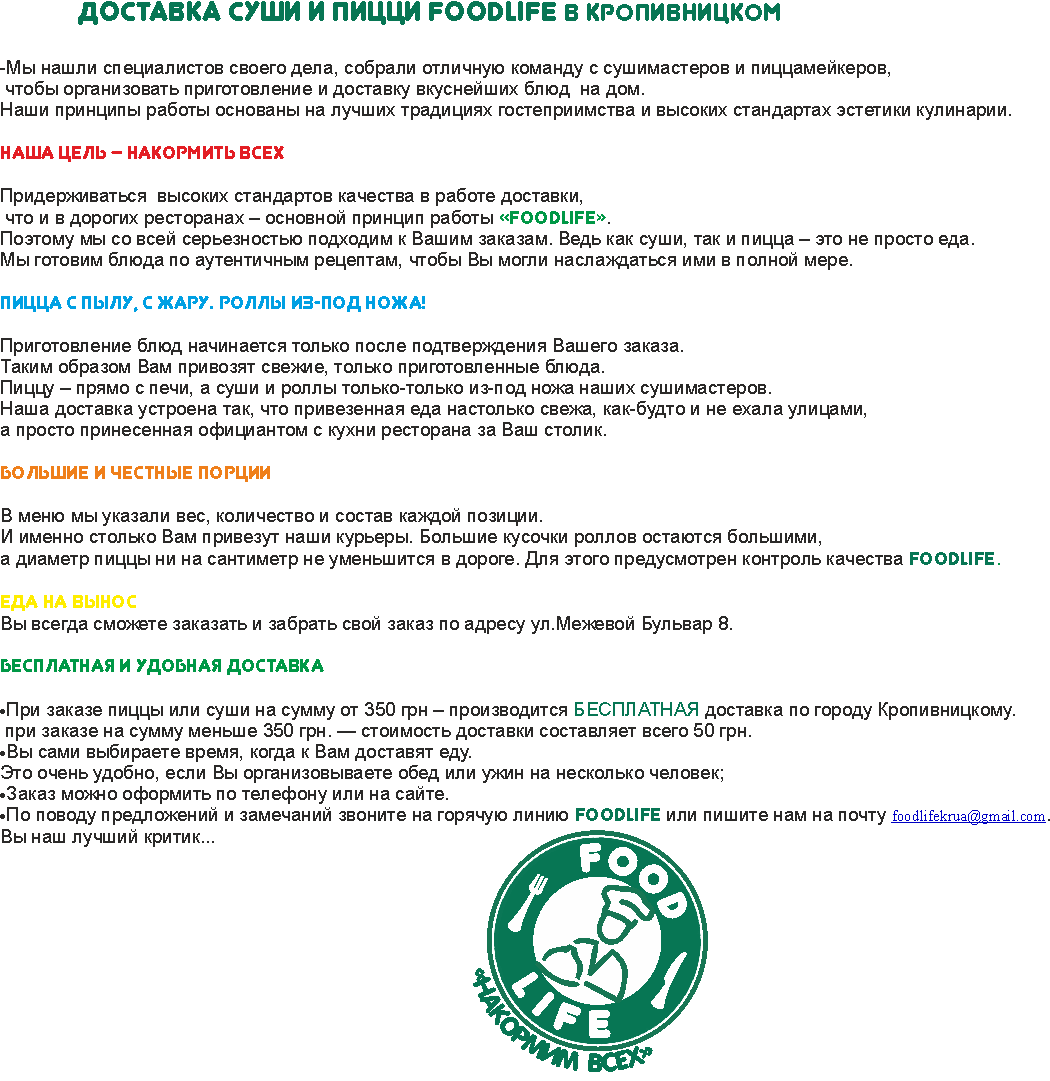 ДОСТАВКА СУШИ И ПИЦЦИ FOODLIFE В КРОПИВНИЦКОМ
-Мы нашли специалистов своего дела, собрали отличную команду с сушимастеров и пиццамейкеров,
чтобы организовать приготовление и доставку вкуснейших блюд на дом.
Наши принципы работы основаны на лучших традициях гостеприимства и высоких стандартах эстетики кулинарии.
НАША ЦЕЛЬ – НАКОРМИТЬ ВСЕХ
Придерживаться высоких стандартов качества в работе доставки,
что и в дорогих ресторанах – основной принцип работы «FOODLIFE».
Поэтому мы со всей серьезностью подходим к Вашим заказам. Ведь как суши, так и пицца – это не просто еда.
Мы готовим блюда по аутентичным рецептам, чтобы Вы могли наслаждаться ими в полной мере.
ПИЦЦА С ПЫЛУ, С ЖАРУ. РОЛЛЫ ИЗ-ПОД НОЖА!
Приготовление блюд начинается только после подтверждения Вашего заказа.
Таким образом Вам привозят свежие, только приготовленные блюда.
Пиццу – прямо с печи, а суши и роллы только-только из-под ножа наших сушимастеров.
Наша доставка устроена так, что привезенная еда настолько свежа, как-будто и не ехала улицами,
а просто принесенная официантом с кухни ресторана за Ваш столик.
БОЛЬШИЕ И ЧЕСТНЫЕ ПОРЦИИ
В меню мы указали вес, количество и состав каждой позиции.
И именно столько Вам привезут наши курьеры. Большие кусочки роллов остаются большими,
а диаметр пиццы ни на сантиметр не уменьшится в дороге. Для этого предусмотрен контроль качества FOODLIFE.
ЕДА НА ВЫНОС
Вы всегда сможете заказать и забрать свой заказ по адресу ул.Межевой Бульвар 8.
БЕСПЛАТНАЯ И УДОБНАЯ ДОСТАВКА
•При заказе пиццы или суши на сумму от 350 грн – производится БЕСПЛАТНАЯ доставка по городу Кропивницкому.
при заказе на сумму меньше 350 грн. — стоимость доставки составляет всего 50 грн.
•Вы сами выбираете время, когда к Вам доставят еду.
Это очень удобно, если Вы организовываете обед или ужин на несколько человек;
•Заказ можно оформить по телефону или на сайте.
•По поводу предложений и замечаний звоните на горячую линию FOODLIFE или пишите нам на почту foodlifekrua@gmail.com.
Вы наш лучший критик...
FOOD
LIFE
«НАКОРМИМ ВСЕХ»